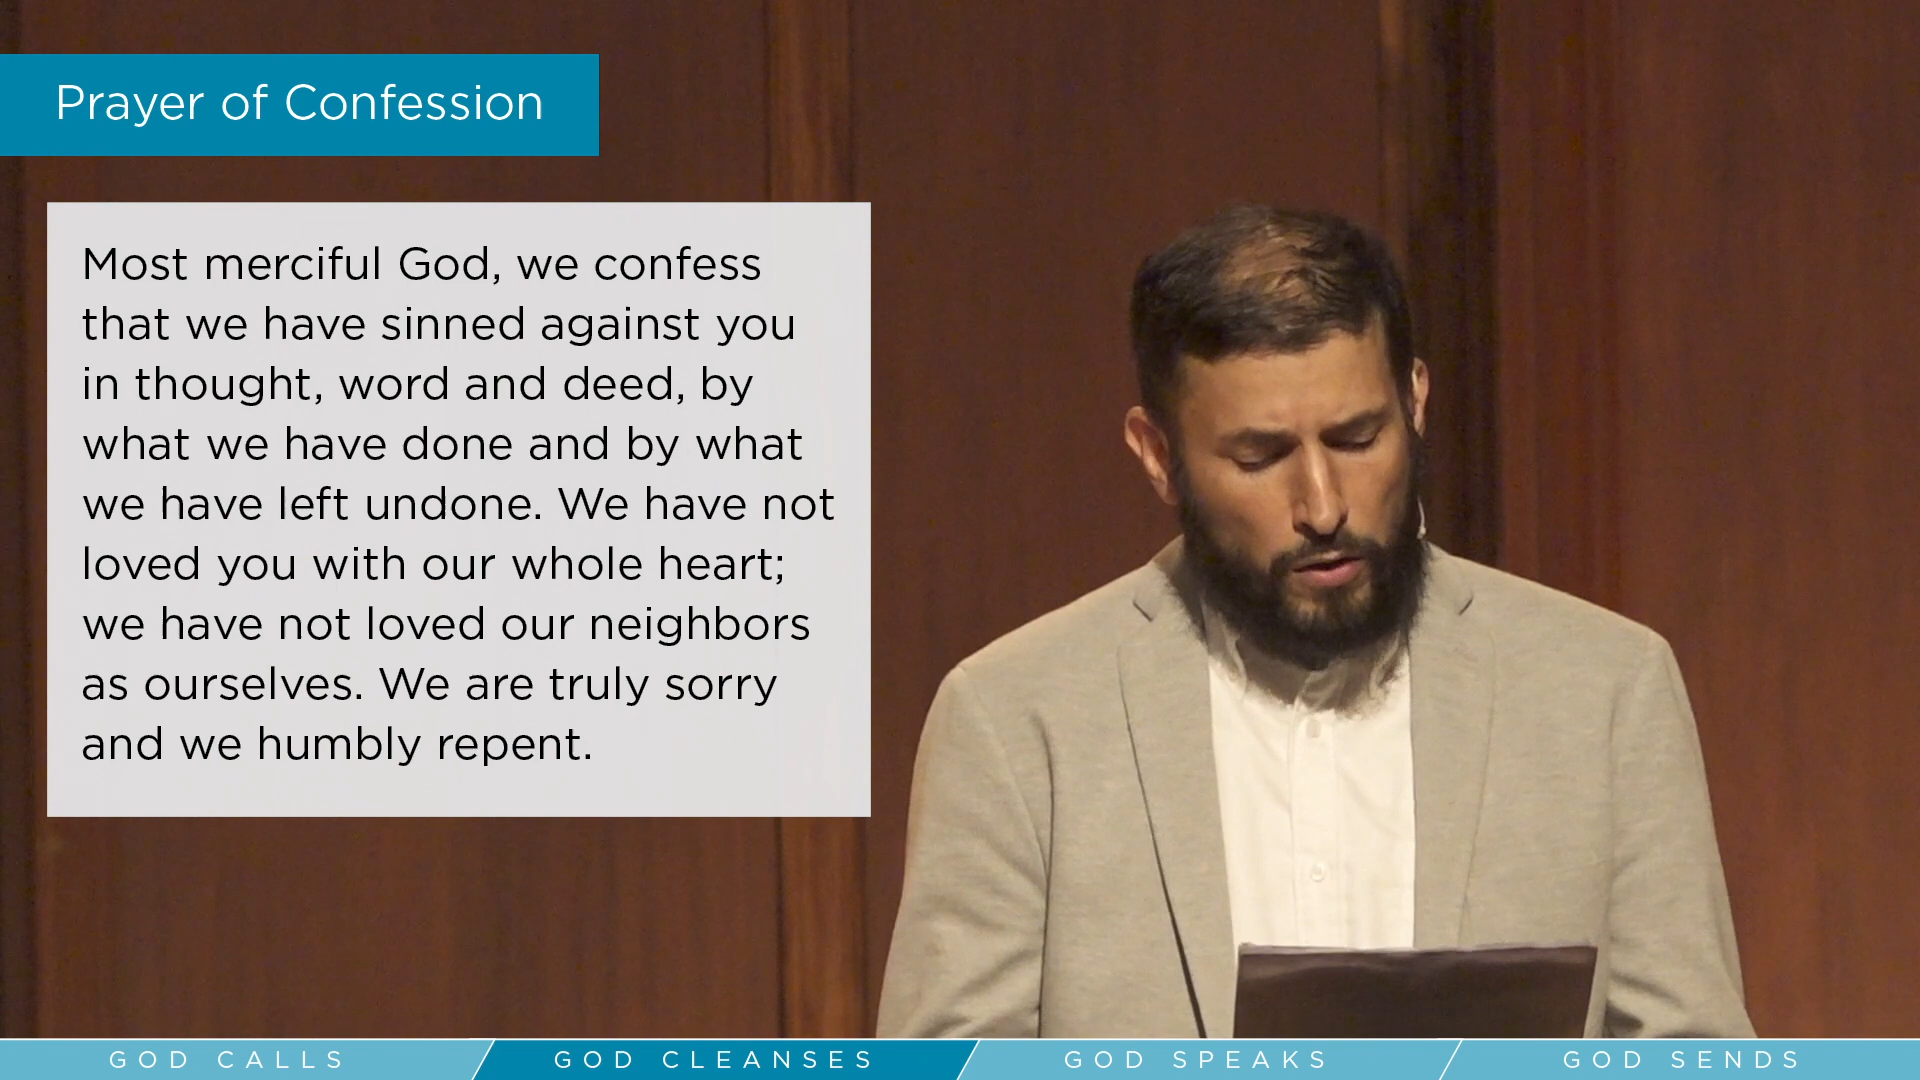 Prayer of Confession
Most merciful God, we confess
that we have sinned against you
in thought, word and deed, by
what we have done and by what
we have left undone. We have not
loved you with our whole heart;
we have not loved our neighbors
as ourselves. We are truly sorry
and we humbly repent.
GOD CALLS
GOD CLEANSES
GOD SPEAKS
GOD SENDS